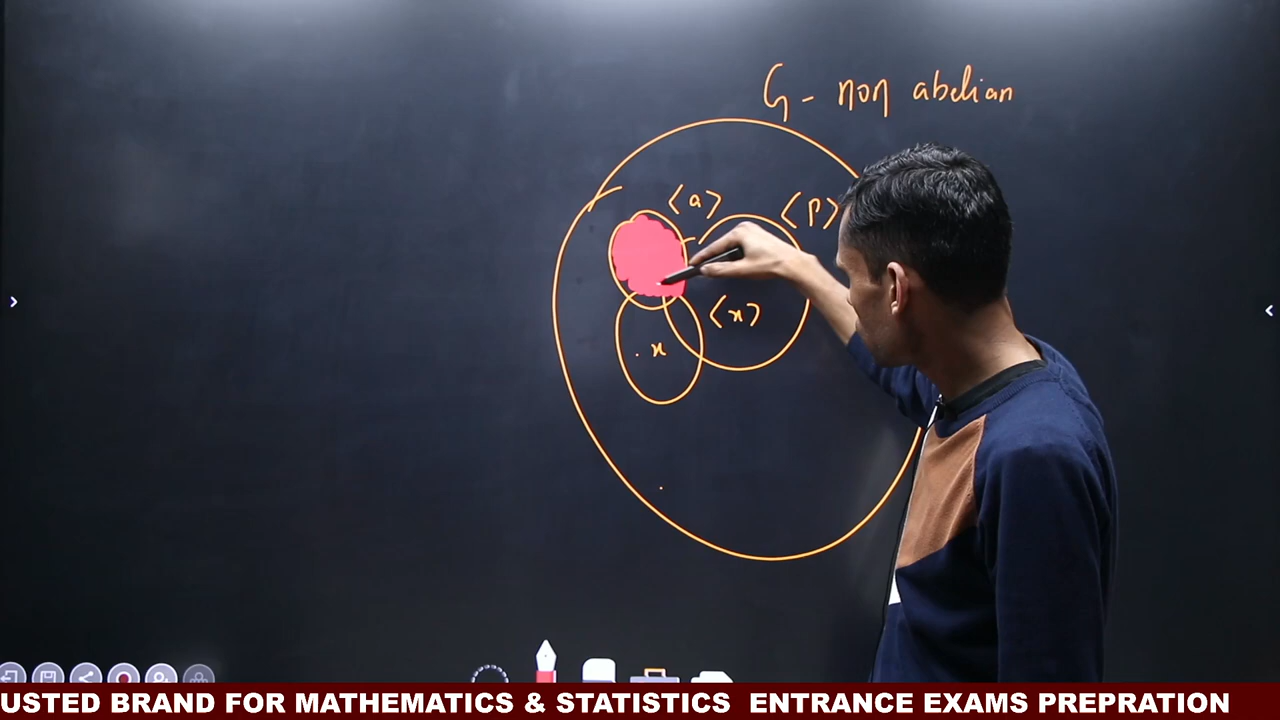 G - non abelian
<a> <p>
<x>
. x
USTED BRAND FOR MATHEMATICS & STATISTICS ENTRANCE EXAMS PREPRATION